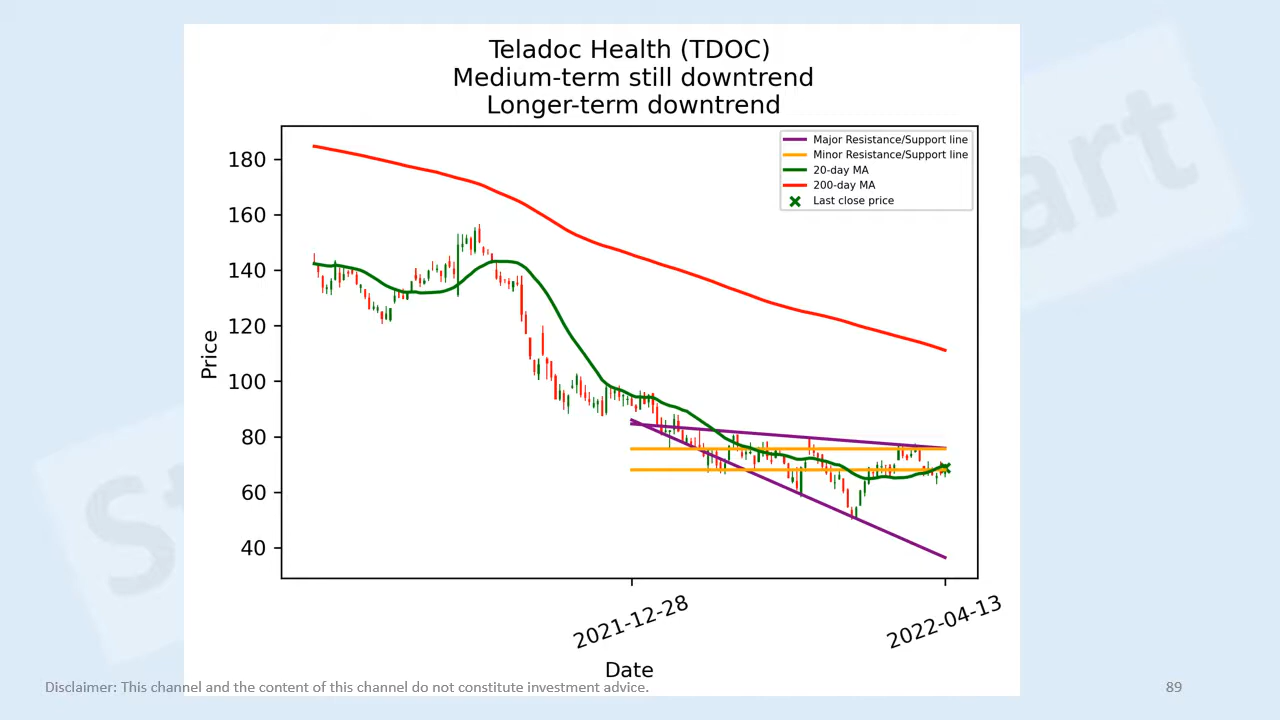 Teladoc Health (TDOC)
Medium-term still downtrend
Longer-term downtrend
Major Resistance/Support line
Minor Resistance/Support line
20-day MA
200-day MA
Last close price
Price
180
160
140
120
100
80
60
40
2021-12-28
2022-04-13
Date
Disclaimer: This channel and the content of this channel do not constitute investment advice.
89